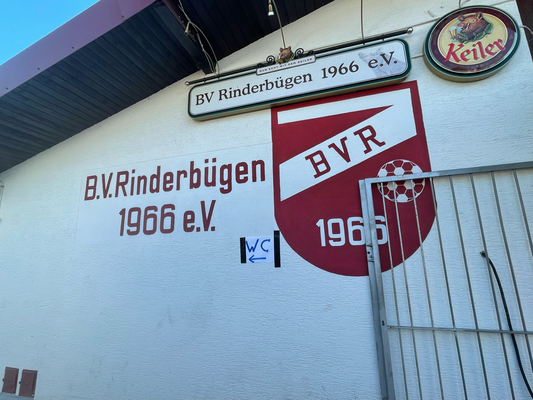 BV Rinderbügen 1966 e.V.
Keiler
B.V.Rinderbügen
1966 e.V.
BVR
1966
WC